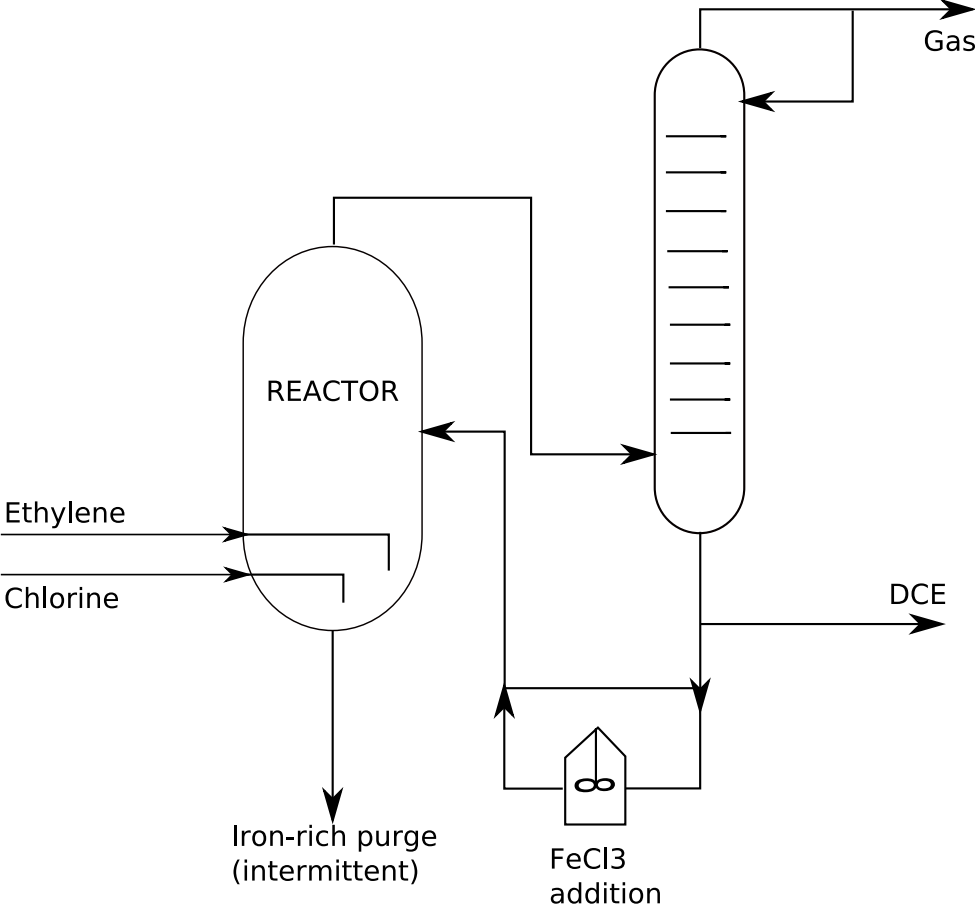 Gas
REACTOR
Ethylene
Chlorine
DCE
Iron-rich purge
(intermittent)
FeCl3
addition